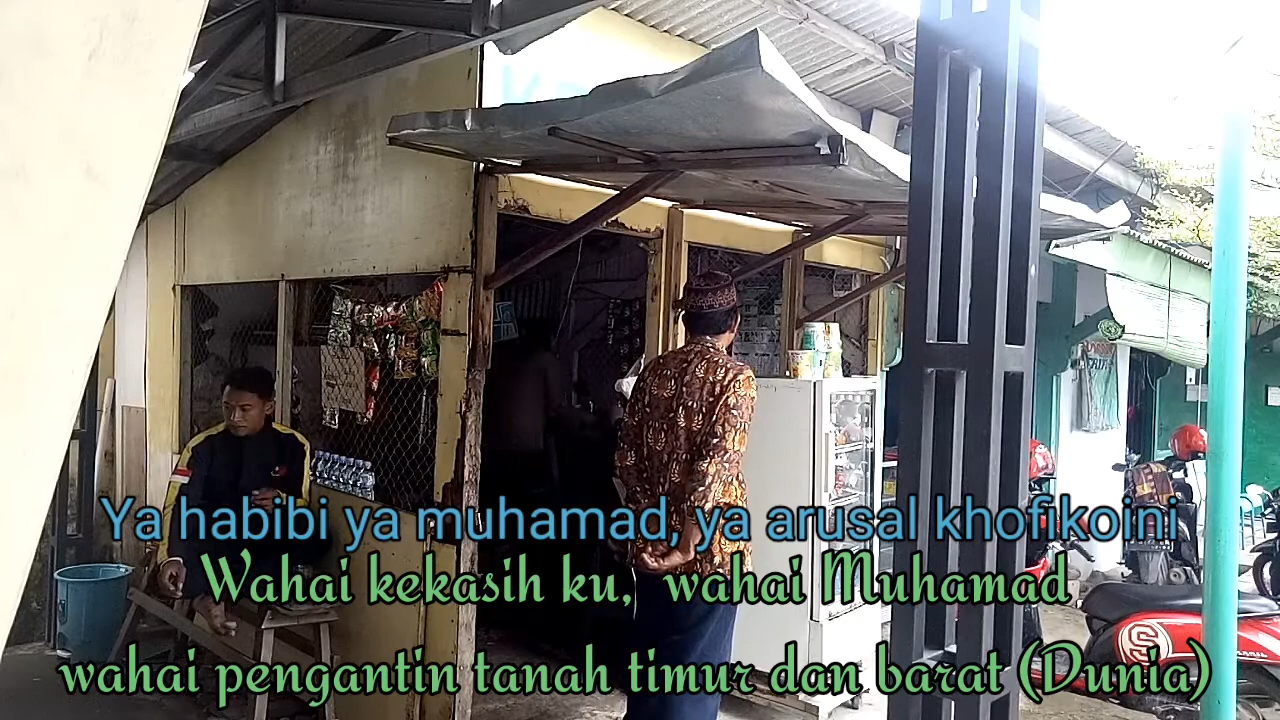 Ya habibi ya muhamad, ya arusal khofikoini
Wahai kekasih ku, wahai Muhamad
wahai pengantin tanah timur dan barat (Dunia)